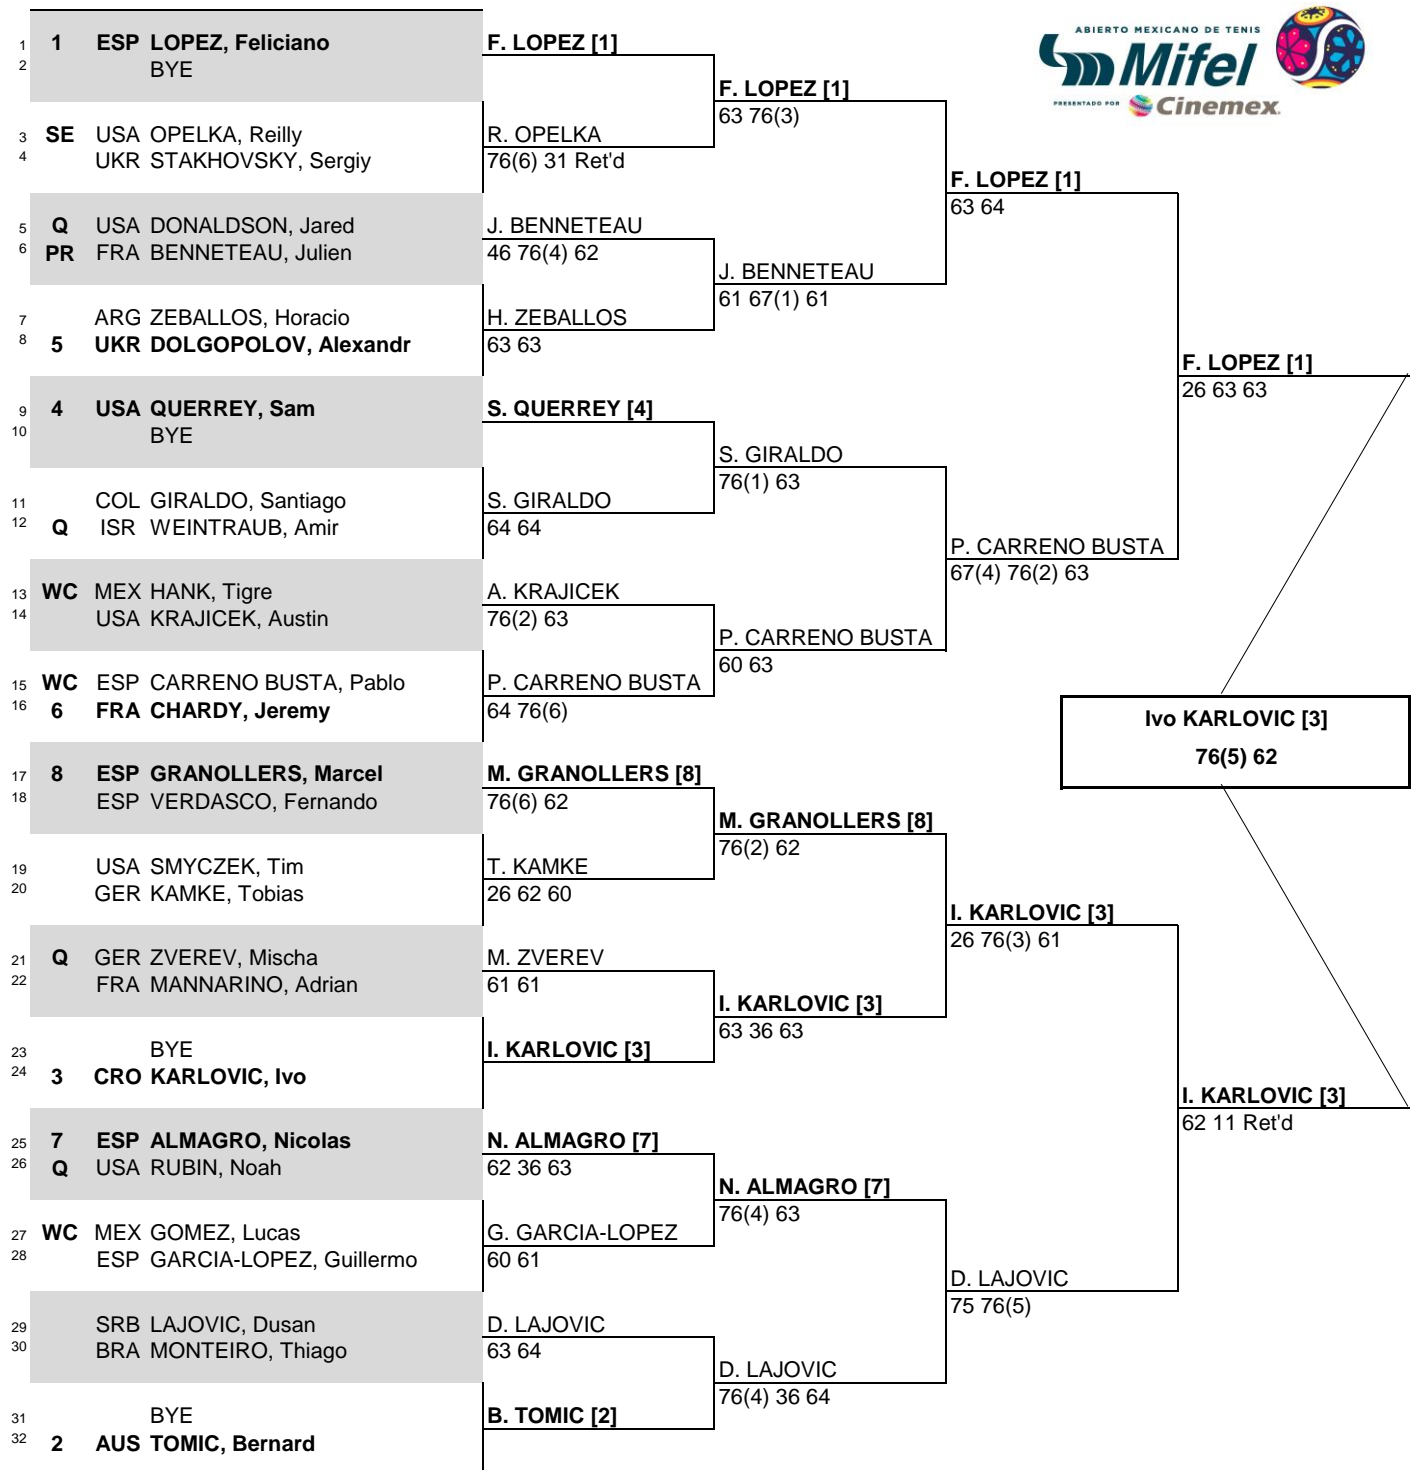 ABIERTO MEXICANO DE TENIS
Mifel
PRESENTADO POR Cinemex
1 1 ESP LOPEZ, Feliciano
2 BYE
3 SE USA OPELKA, Reilly
4 UKR STAKHOVSKY, Sergiy
5 Q USA DONALDSON, Jared
6 PR FRA BENNETEAU, Julien
7 ARG ZEBALLOS, Horacio
8 5 UKR DOLGOPOLOV, Alexandr
9 4 USA QUERREY, Sam
10 BYE
11 COL GIRALDO, Santiago
12 Q ISR WEINTRAUB, Amir
13 WC MEX HANK, Tigre
14 USA KRAJICEK, Austin
15 WC ESP CARRENO BUSTA, Pablo
16 6 FRA CHARDY, Jeremy
17 8 ESP GRANOLLERS, Marcel
18 ESP VERDASCO, Fernando
19 USA SMYCZEK, Tim
20 GER KAMKE, Tobias
21 Q GER ZVEREV, Mischa
22 FRA MANNARINO, Adrian
23 BYE
24 3 CRO KARLOVIC, Ivo
25 7 ESP ALMAGRO, Nicolas
26 Q USA RUBIN, Noah
27 WC MEX GOMEZ, Lucas
28 ESP GARCIA-LOPEZ, Guillermo
29 SRB LAJOVIC, Dusan
30 BRA MONTEIRO, Thiago
31 BYE
32 2 AUS TOMIC, Bernard
F. LOPEZ [1]
R. OPELKA
76(6) 31 Ret'd
J. BENNETEAU
46 76(4) 62
H. ZEBALLOS
63 63
S. QUERREY [4]
S. GIRALDO
64 64
A. KRAJICEK
76(2) 63
P. CARRENO BUSTA
64 76(6)
M. GRANOLLERS [8]
76(6) 62
T. KAMKE
26 62 60
M. ZVEREV
61 61
I. KARLOVIC [3]
N. ALMAGRO [7]
62 36 63
G. GARCIA-LOPEZ
60 61
D. LAJOVIC
63 64
B. TOMIC [2]
F. LOPEZ [1]
63 76(3)
J. BENNETEAU
61 67(1) 61
S. GIRALDO
76(1) 63
P. CARRENO BUSTA
60 63
M. GRANOLLERS [8]
76(2) 62
I. KARLOVIC [3]
63 36 63
N. ALMAGRO [7]
76(4) 63
D. LAJOVIC
76(4) 36 64
F. LOPEZ [1]
63 64
P. CARRENO BUSTA
67(4) 76(2) 63
I. KARLOVIC [3]
26 76(3) 61
D. LAJOVIC
75 76(5)
F. LOPEZ [1]
26 63 63
I. KARLOVIC [3]
62 11 Ret'd
Ivo KARLOVIC [3]
76(5) 62